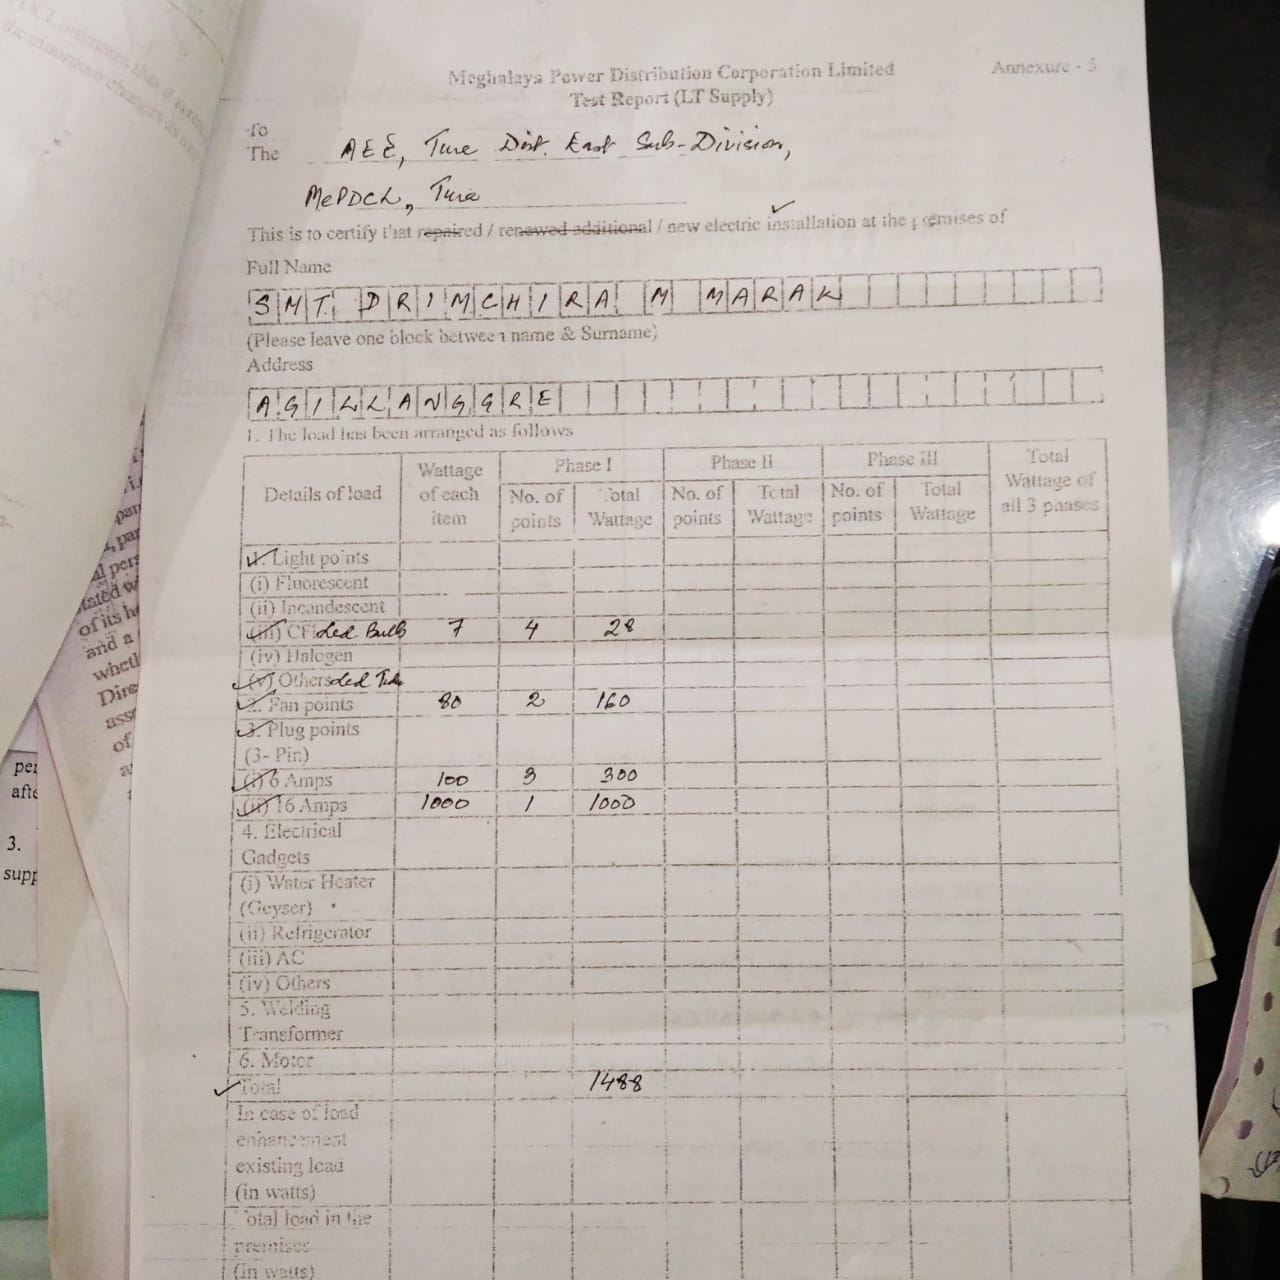 Meghalaya Power Distribution Corporation Limited
Annexure - 5
Test Report (LT Supply)
To
The AEE, Tura Dist. East Sub-Division,
MePDCL, Tura
This is to certify that repaired / renewed additional / new electric installation at the premises of
Full Name
SMT. DRIMCHIRA M MARAK
(Please leave one block between name & Surname)
Address
AGILLANGGRE
1. The load has been arranged as follows
Details of load Wattage of each item Phase I Phase II Phase III Total Wattage of all 3 phases
No. of points Total Wattage No. of points Total Wattage No. of points Total Wattage
1. Light points
(i) Fluorescent
(ii) Incandescent
(iii) CFL Led Bulb 7 4 28
(iv) Halogen
(v) Others Led Tube
2. Fan points 80 2 160
3. Plug points
(3- Pin)
(i) 6 Amps 100 3 300
(ii) 16 Amps 1000 1 1000
4. Electrical
Gadgets
(i) Water Heater
(Geyser)
(ii) Refrigerator
(iii) AC
(iv) Others
5. Welding
Transformer
6. Motor
Total 1488
In case of load
enhancement
existing load
(in watts)
Total load in the
premises
(in watts)
3.
supp